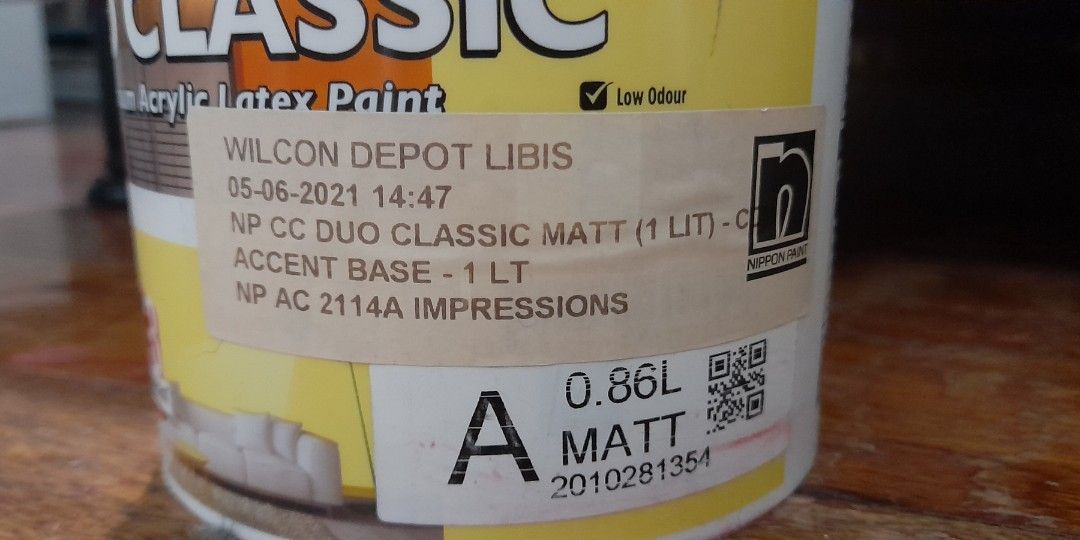 CLASSIC
Acrylic Latex Paint
Low Odour
WILCON DEPOT LIBIS
05-06-2021 14:47
NP CC DUO CLASSIC MATT (1 LIT) - C
ACCENT BASE - 1 LT
NP AC 2114A IMPRESSIONS
n
NIPPON PAINT
A
0.86L
MATT
2010281354